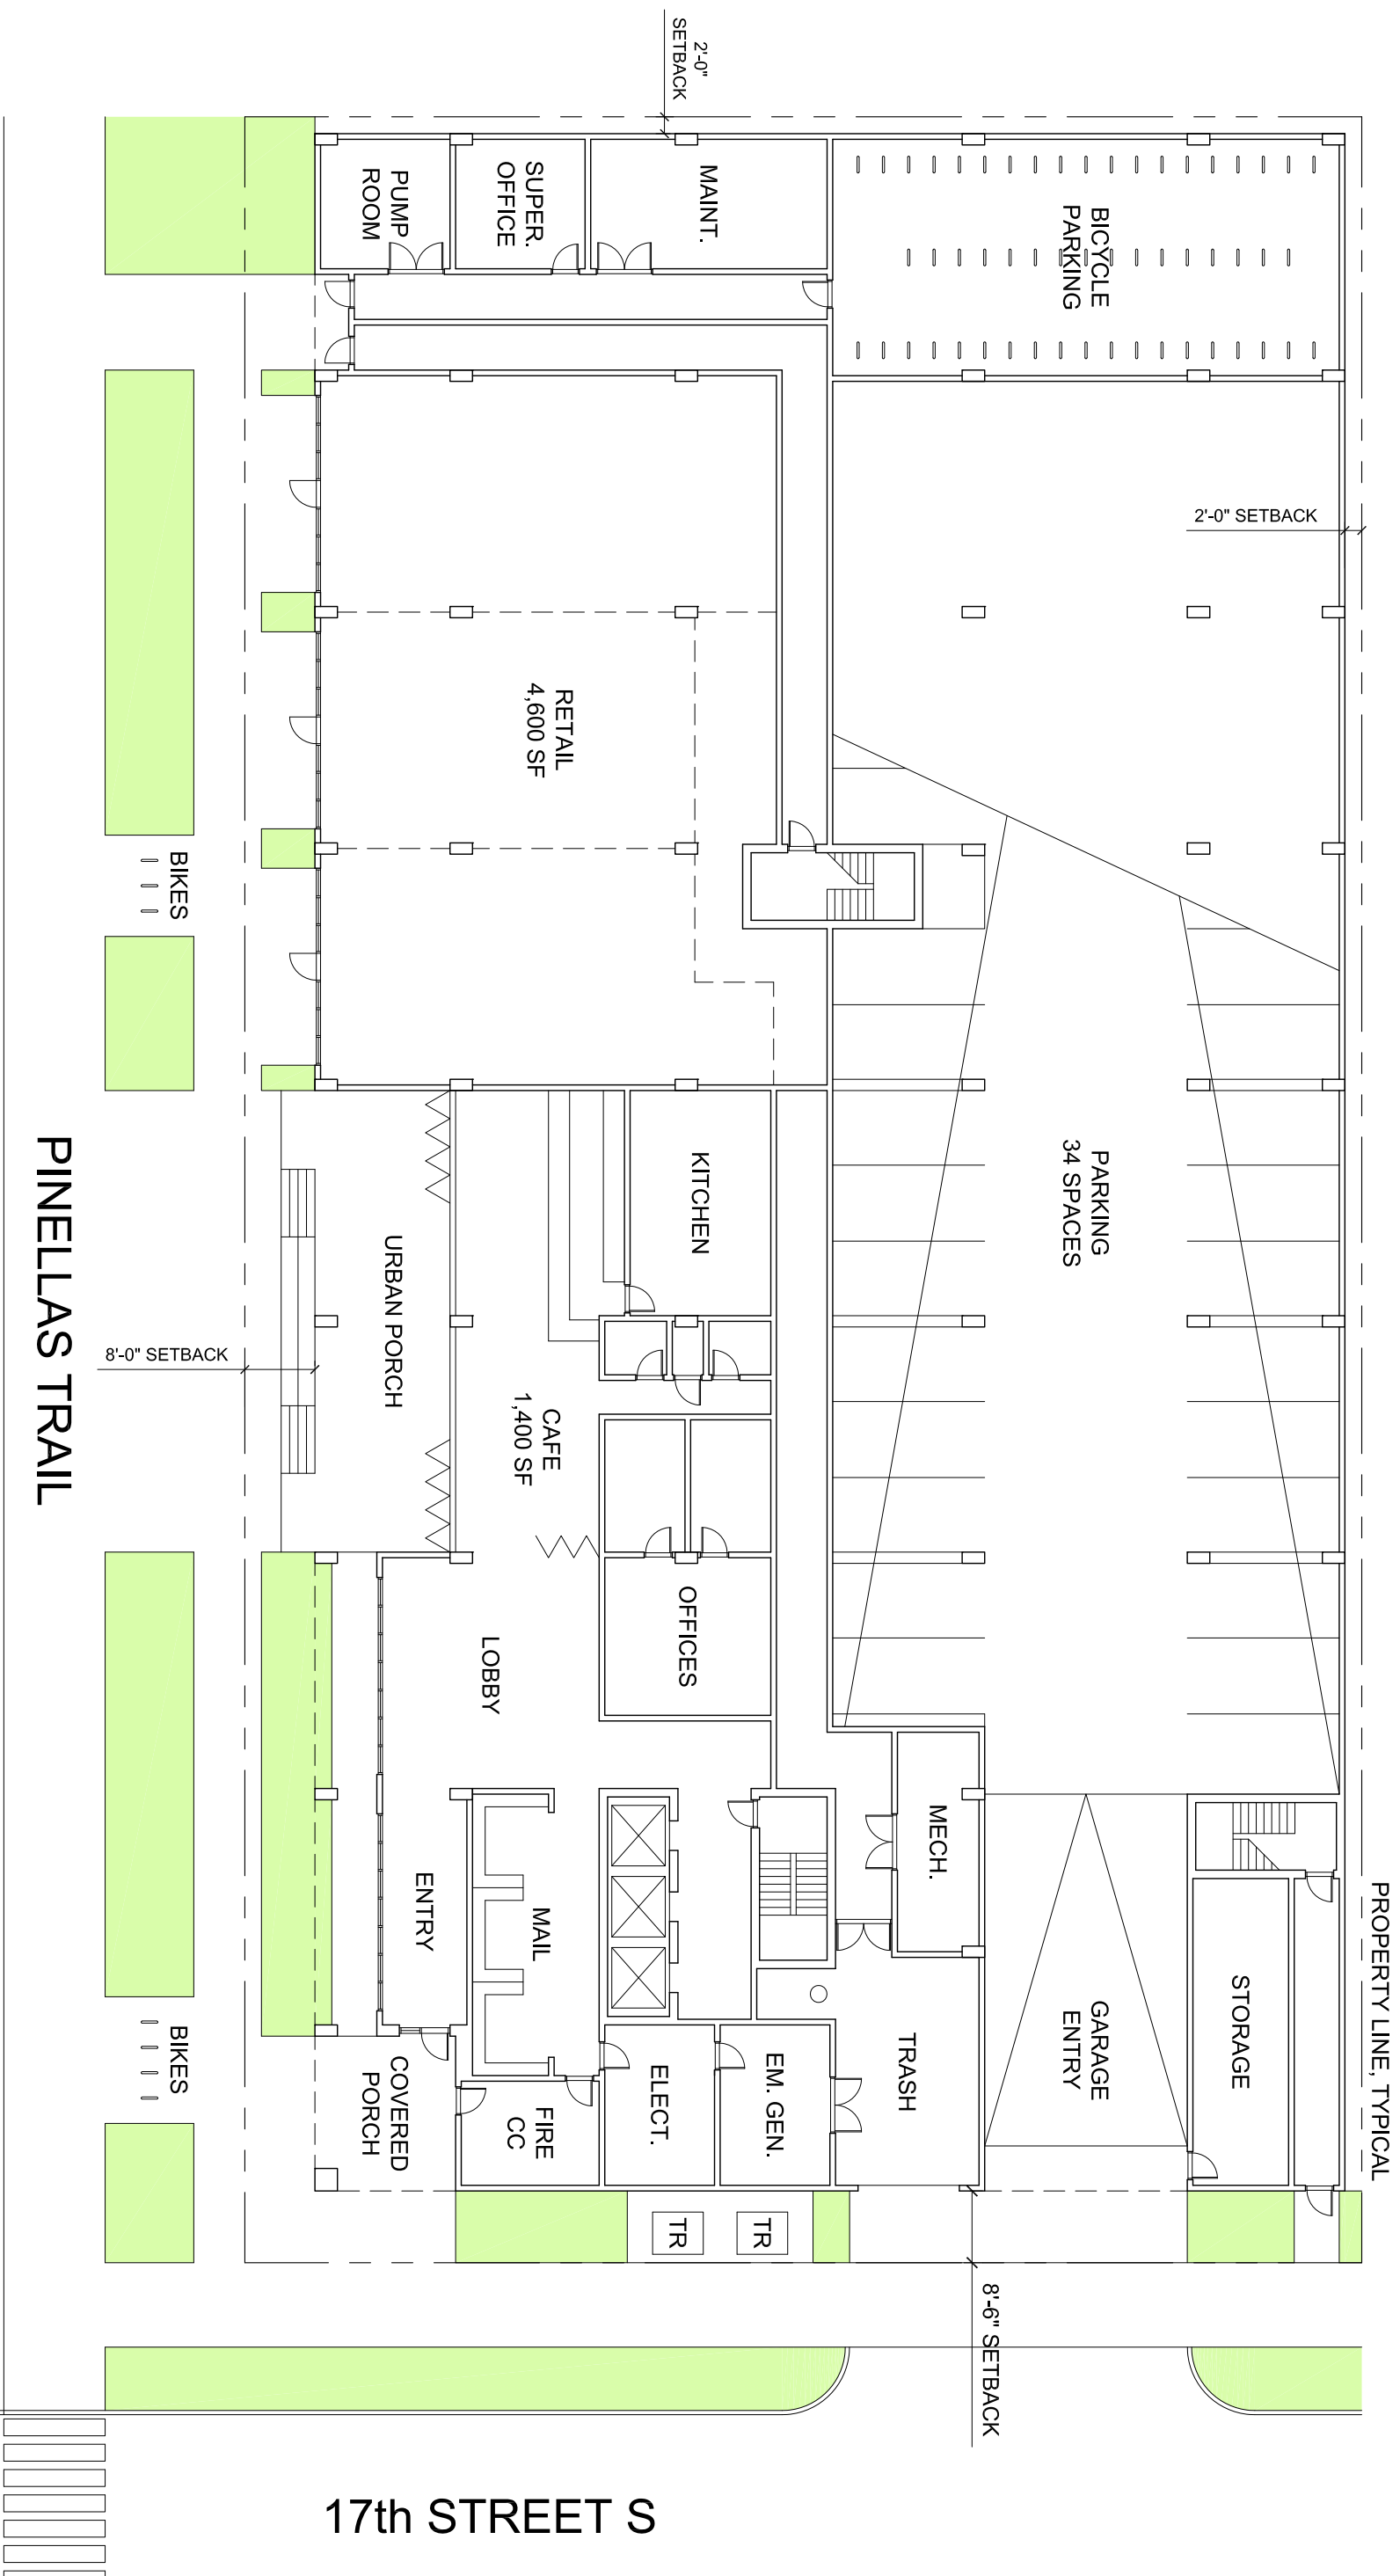 2'-0"
SETBACK
PUMP
ROOM
SUPER.
OFFICE
MAINT.
BICYCLE
PARKING
2'-0" SETBACK
RETAIL
4,600 SF
BIKES
PARKING
34 SPACES
KITCHEN
URBAN PORCH
8'-0" SETBACK
CAFE
1,400 SF
PINELLAS TRAIL
OFFICES
LOBBY
MECH.
ENTRY
MAIL
STORAGE
GARAGE
ENTRY
PROPERTY LINE, TYPICAL
TRASH
BIKES
COVERED
PORCH
FIRE
CC
ELECT.
EM. GEN.
TR
TR
8'-6" SETBACK
17th STREET S